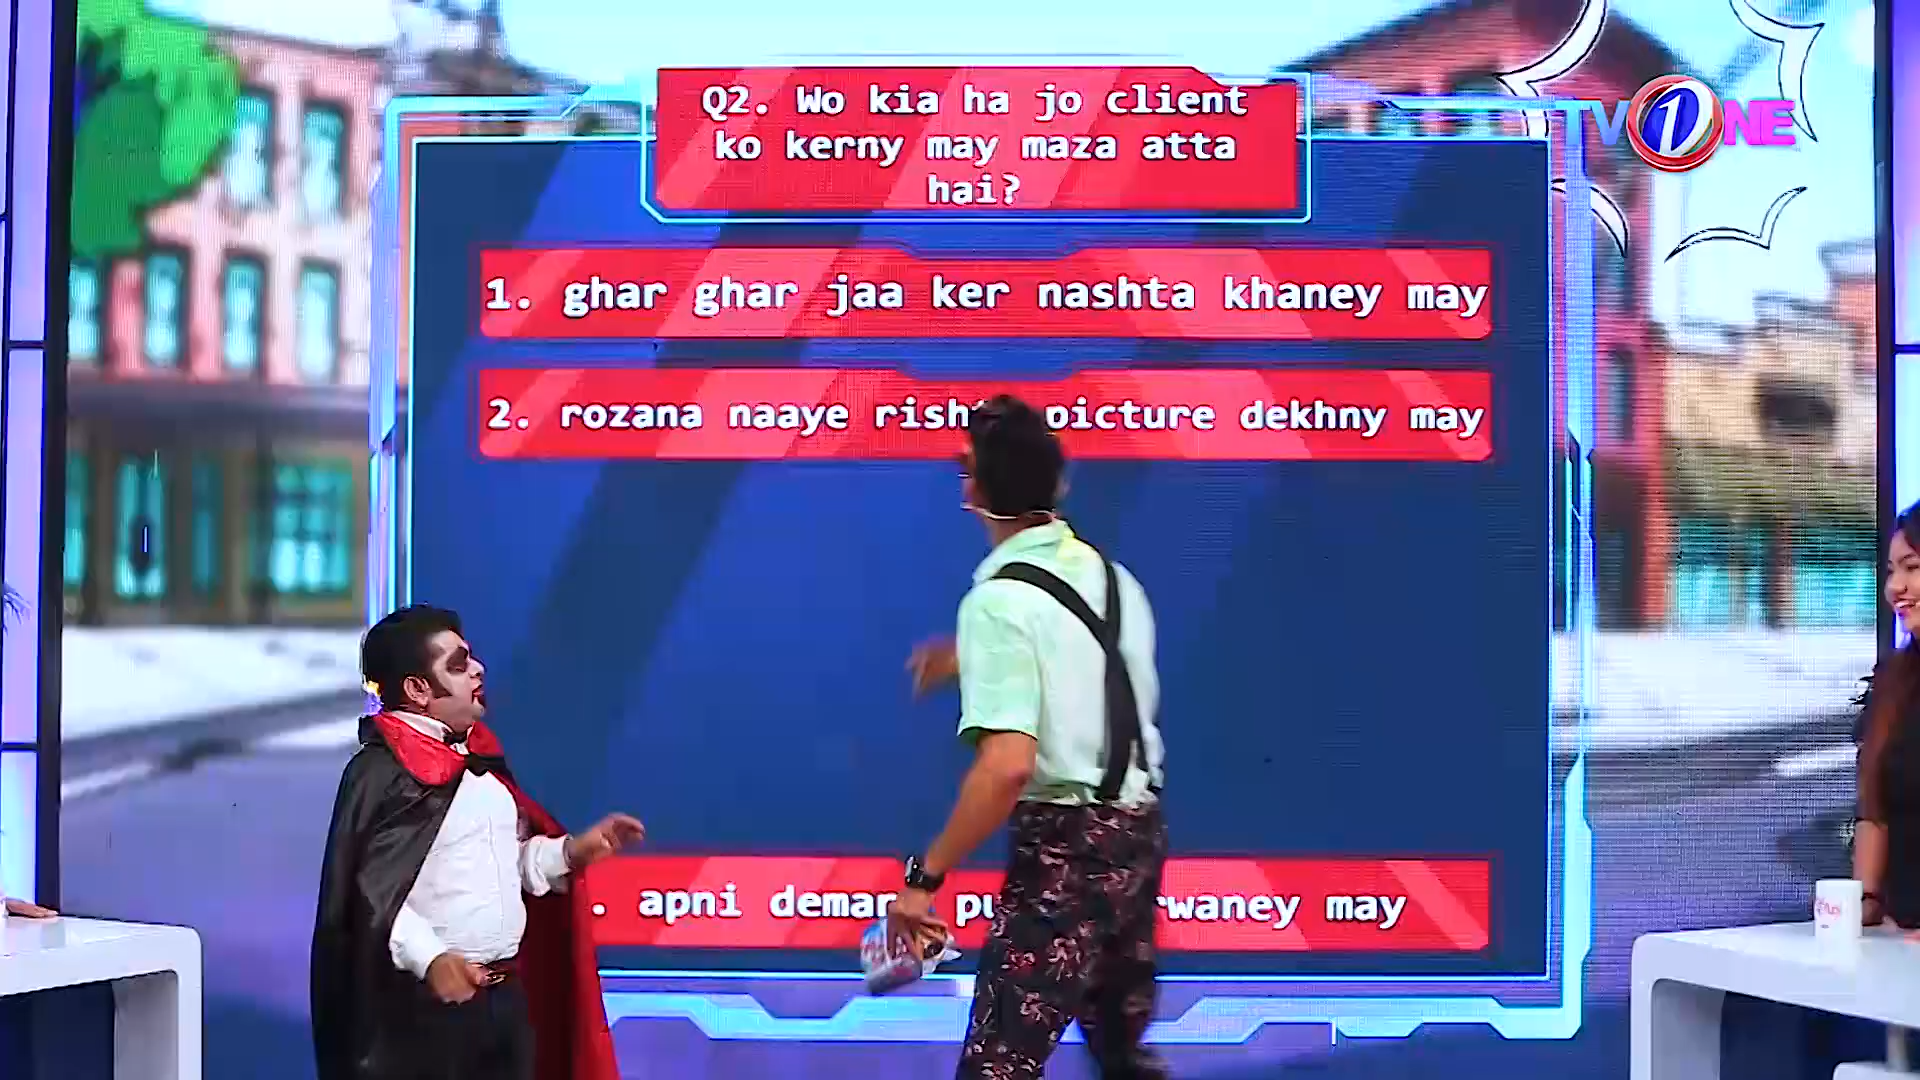 Q2. Wo kia ha jo client
ko kerny may maza atta
hai?
TV ONE
1. ghar ghar jaa ker nashta khaney may
2. rozana naaye picture dekhny may
. apni may